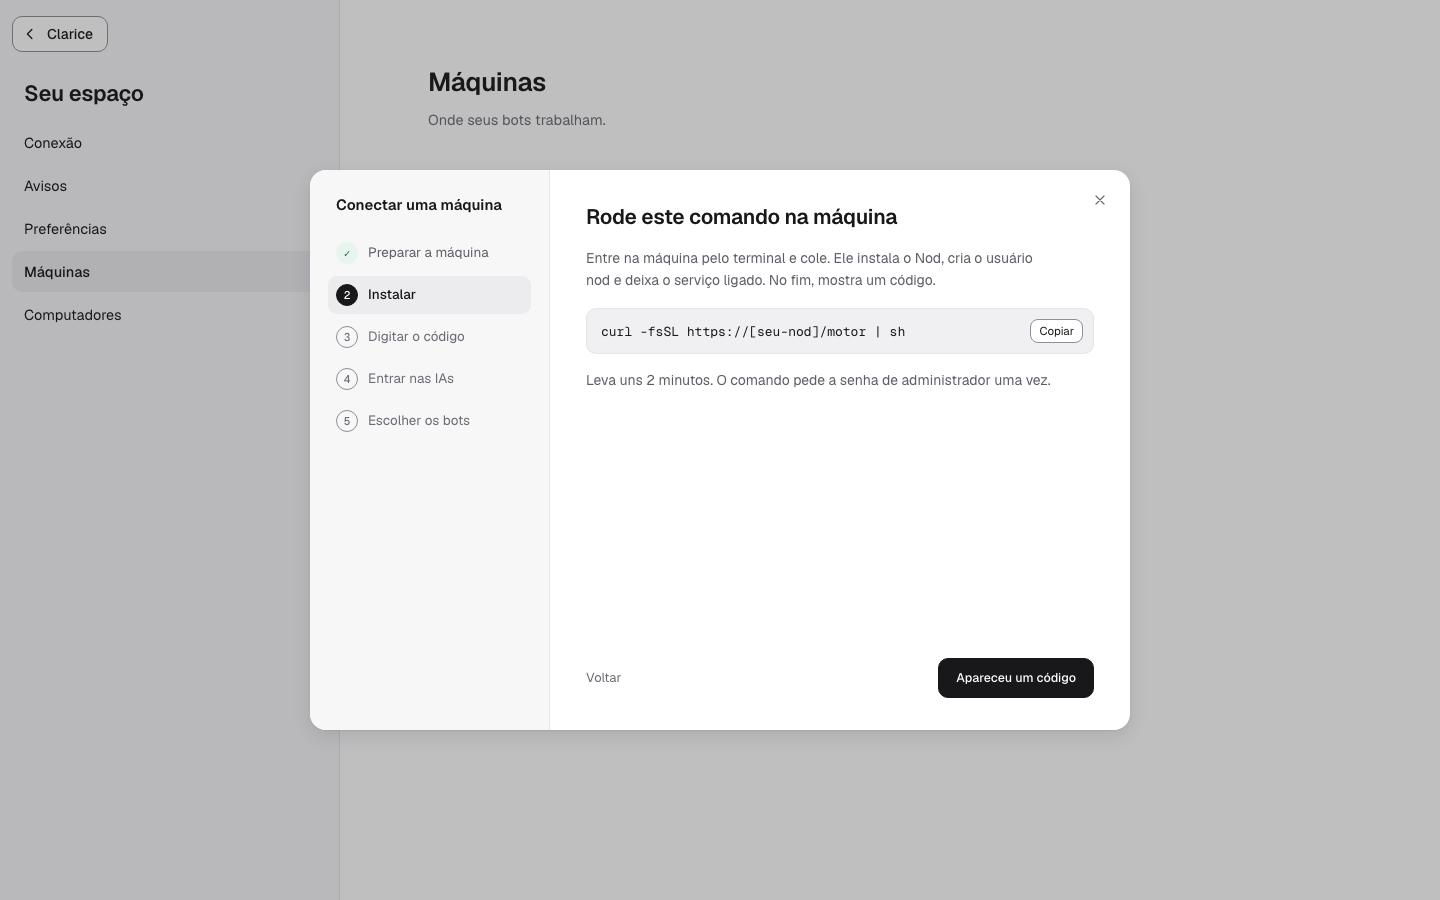 Clarice
Seu espaço
Conexão
Avisos
Preferências
Máquinas
Computadores
Máquinas
Onde seus bots trabalham.
Conectar uma máquina
✓ Preparar a máquina
2 Instalar
3 Digitar o código
4 Entrar nas IAs
5 Escolher os bots
Rode este comando na máquina
Entre na máquina pelo terminal e cole. Ele instala o Nod, cria o usuário
nod e deixa o serviço ligado. No fim, mostra um código.
curl -fsSL https://[seu-nod]/motor | sh
Copiar
Leva uns 2 minutos. O comando pede a senha de administrador uma vez.
Voltar
Apareceu um código